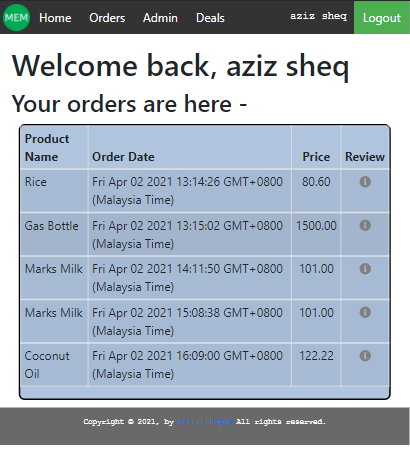 MEM Home Orders Admin Deals aziz sheq Logout
Welcome back, aziz sheq
Your orders are here -
Product Name Order Date Price Review
Rice Fri Apr 02 2021 13:14:26 GMT+0800 80.60
(Malaysia Time)
Gas Bottle Fri Apr 02 2021 13:15:02 GMT+0800 1500.00
(Malaysia Time)
Marks Milk Fri Apr 02 2021 14:11:50 GMT+0800 101.00
(Malaysia Time)
Marks Milk Fri Apr 02 2021 15:08:38 GMT+0800 101.00
(Malaysia Time)
Coconut Oil Fri Apr 02 2021 16:09:00 GMT+0800 122.22
(Malaysia Time)
Copyright © 2021, by All rights reserved.